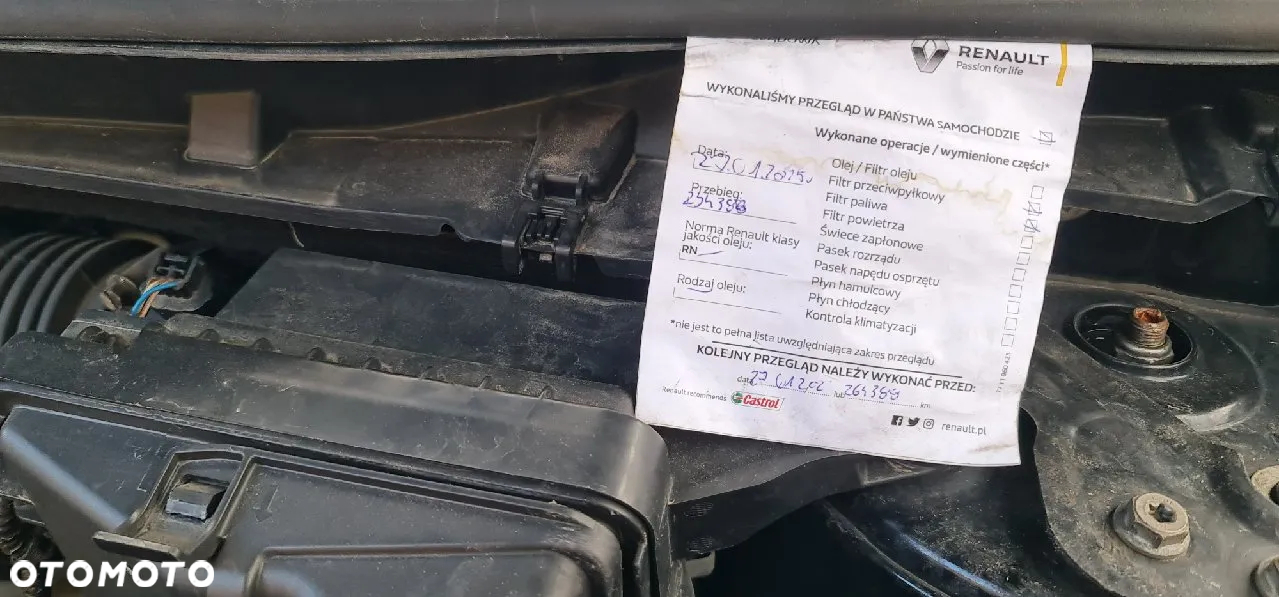 RENAULT
Passion for life
WYKONALIŚMY PRZEGLĄD W PAŃSTWA SAMOCHODZIE
Wykonane operacje / wymienione części*
Data:
Olej / Filtr oleju
Filtr przeciwpyłkowy
Przebieg:
Filtr paliwa
Filtr powietrza
Norma Renault klasy
jakości oleju:
Świece zapłonowe
RN
Pasek rozrządu
Pasek napędu osprzętu
Rodzaj oleju:
Płyn hamulcowy
Płyn chłodzący
Kontrola klimatyzacji
*nie jest to pełna lista uwzględniająca zakres przeglądu
KOLEJNY PRZEGLĄD NALEŻY WYKONAĆ PRZED:
data lub 264388 km
Renault recommends Castrol
renault.pl
OTOMOTO